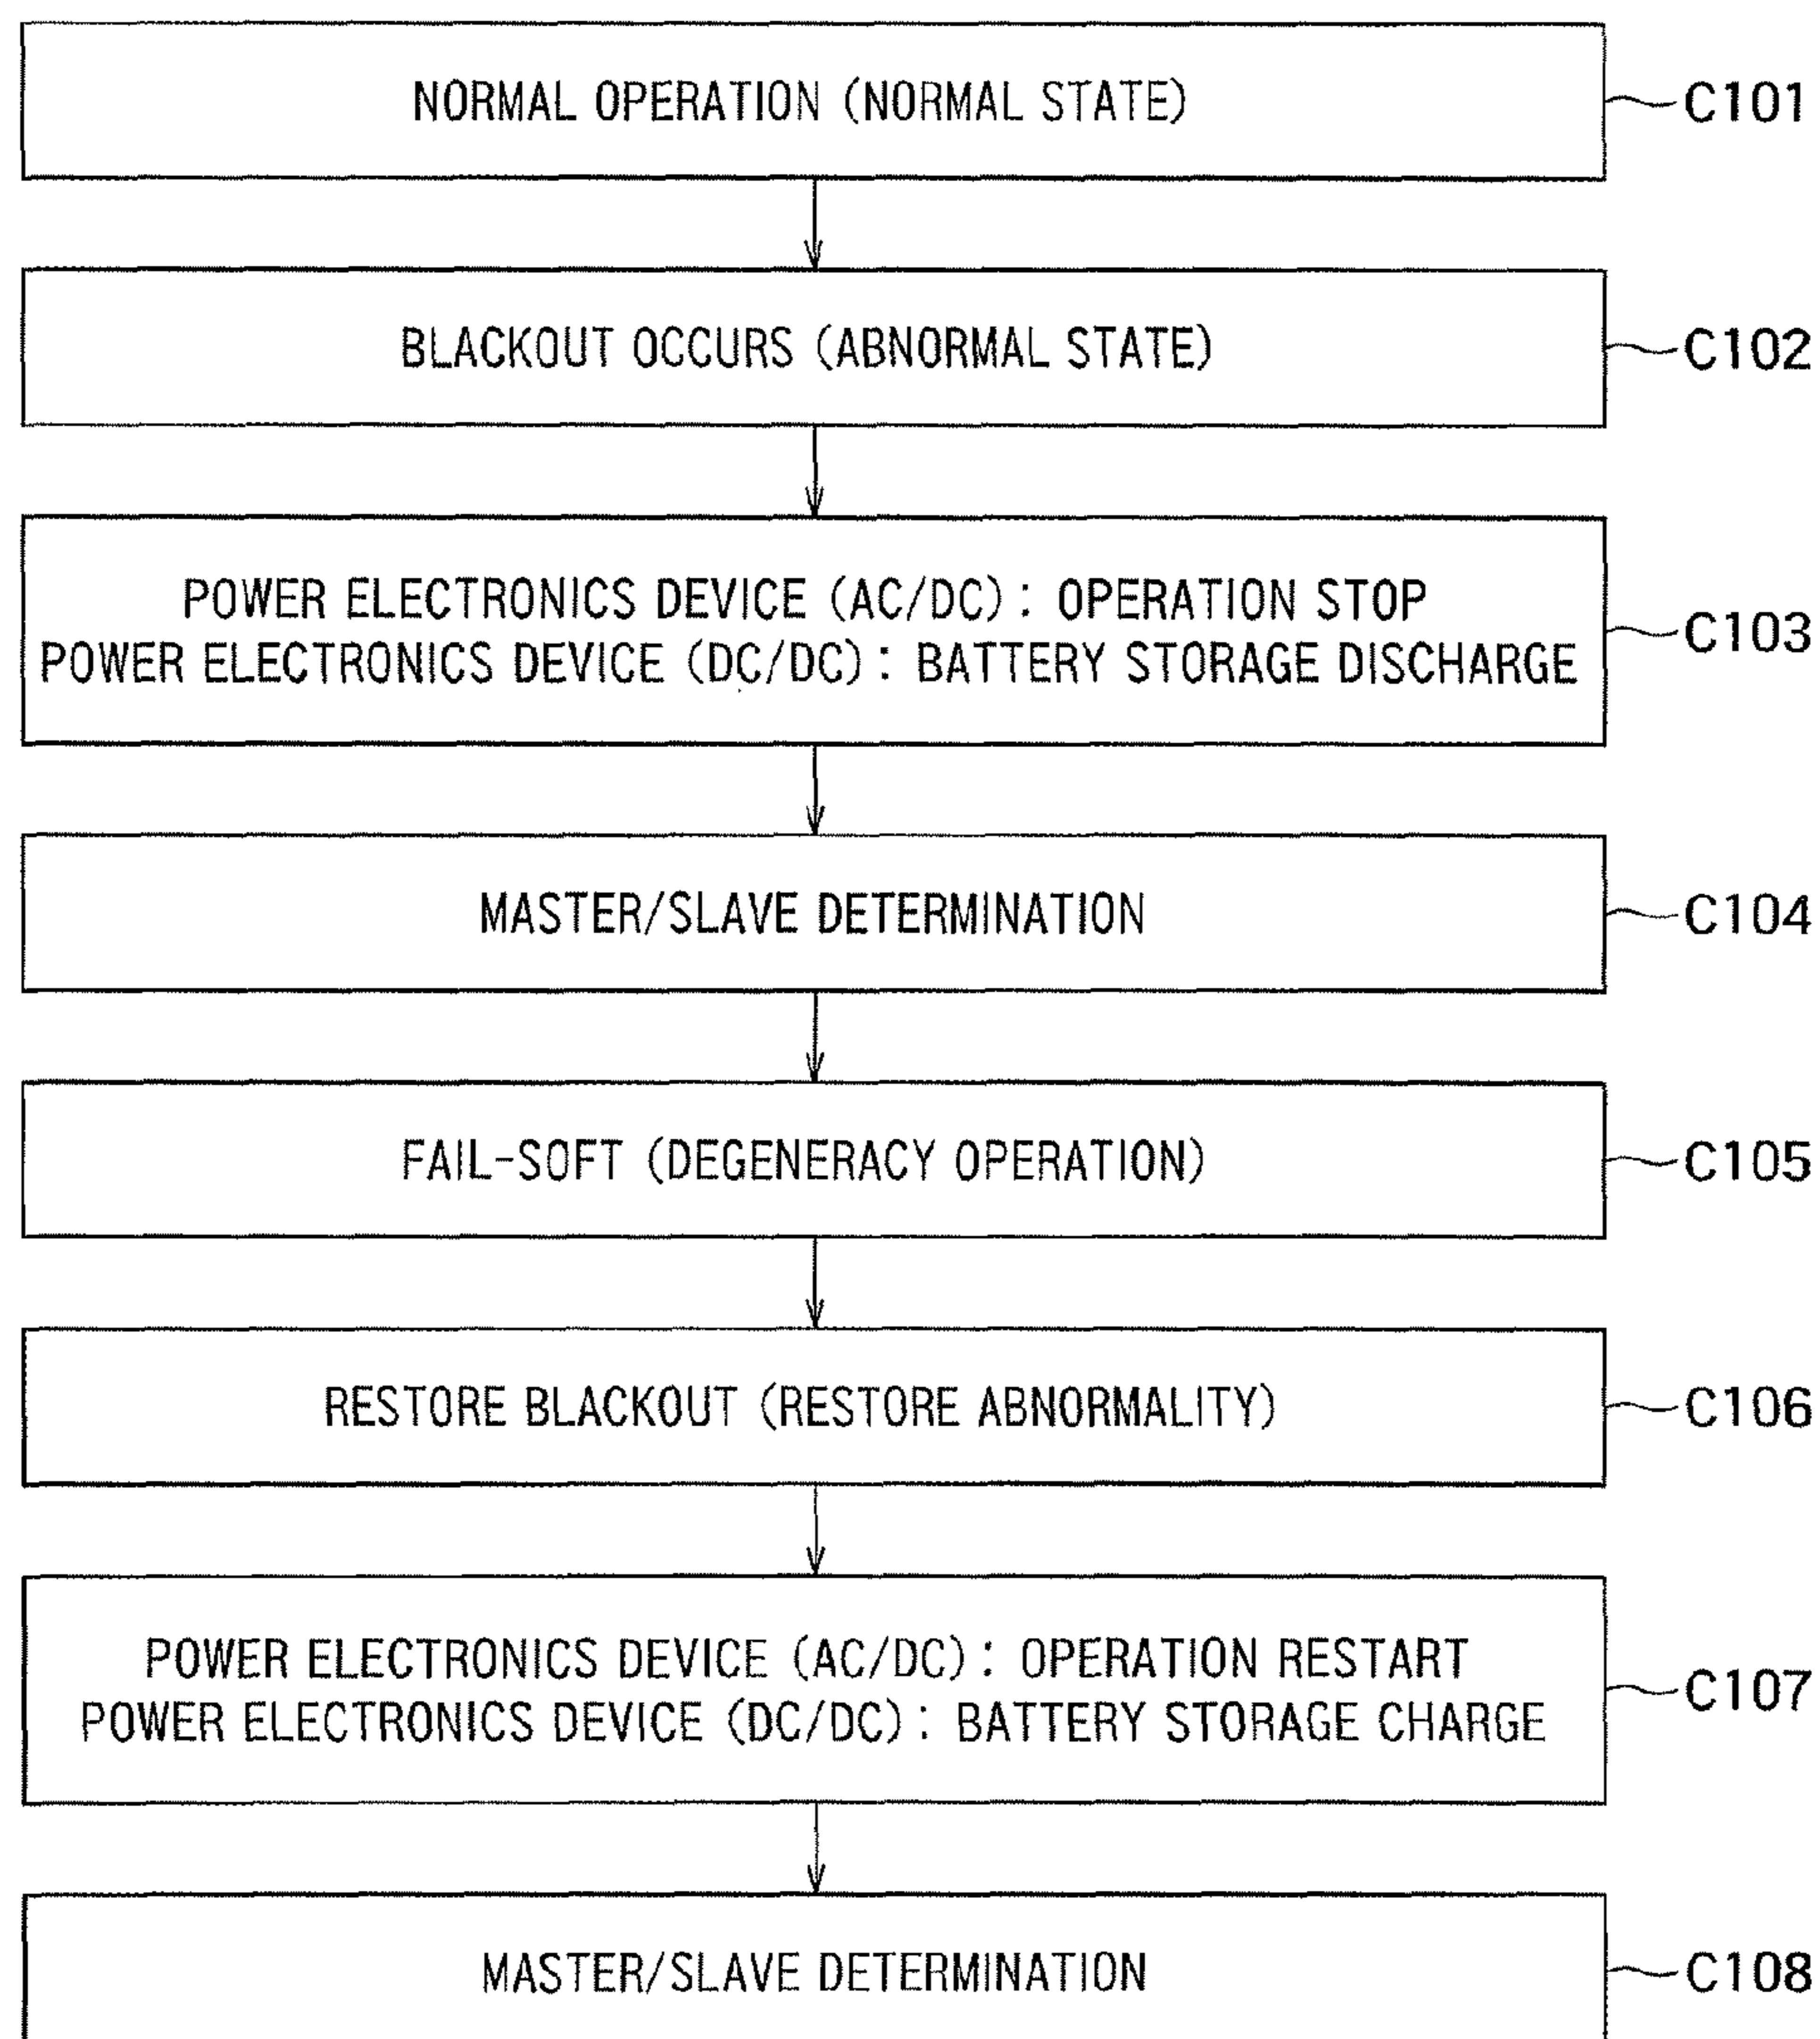 NORMAL OPERATION (NORMAL STATE) C101
BLACKOUT OCCURS (ABNORMAL STATE) C102
POWER ELECTRONICS DEVICE (AC/DC): OPERATION STOP
POWER ELECTRONICS DEVICE (DC/DC): BATTERY STORAGE DISCHARGE C103
MASTER/SLAVE DETERMINATION C104
FAIL-SOFT (DEGENERACY OPERATION) C105
RESTORE BLACKOUT (RESTORE ABNORMALITY) C106
POWER ELECTRONICS DEVICE (AC/DC): OPERATION RESTART
POWER ELECTRONICS DEVICE (DC/DC): BATTERY STORAGE CHARGE C107
MASTER/SLAVE DETERMINATION C108